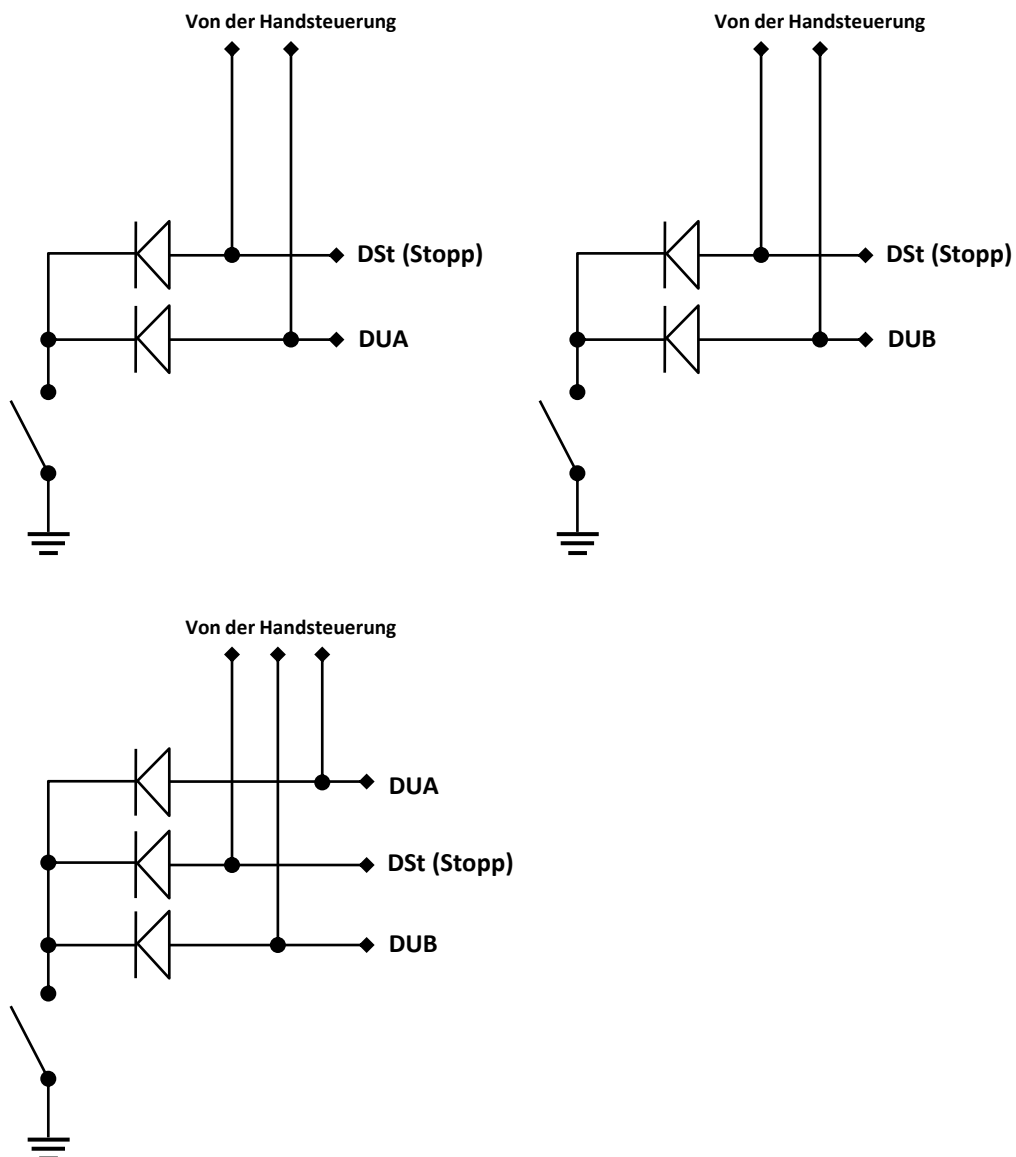 Von der Handsteuerung
Von der Handsteuerung
DSt (Stopp)
DSt (Stopp)
DUA
DUB
Von der Handsteuerung
DUA
DSt (Stopp)
DUB